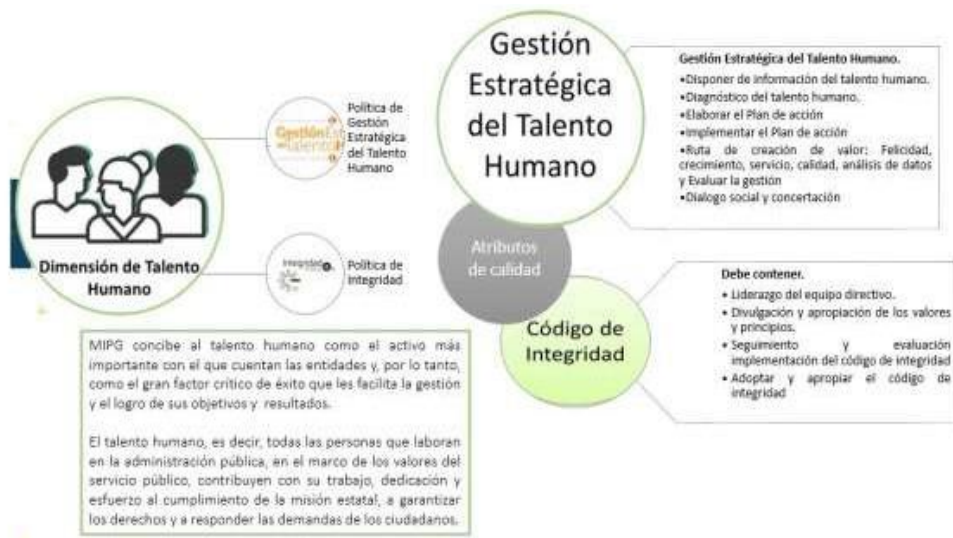 Dimensión de Talento
Humano
Política de
Gestión
Estratégica
del Talento
Humano
Política de
Integridad
Integridad
MIPG concibe al talento humano como el activo más
importante con el que cuentan las entidades y, por lo tanto,
como el gran factor crítico de éxito que les facilita la gestión
y el logro de sus objetivos y resultados.
El talento humano, es decir, todas las personas que laboran
en la administración pública, en el marco de los valores del
servicio público, contribuyen con su trabajo, dedicación y
esfuerzo al cumplimiento de la misión estatal, a garantizar
los derechos y a responder las demandas de los ciudadanos.
Gestión
Estratégica
del Talento
Humano
Atributos
de calidad
Código de
Integridad
Gestión Estratégica del Talento Humano.
•Disponer de información del talento humano.
•Diagnóstico del talento humano.
•Elaborar el Plan de acción
•Implementar el Plan de acción
•Ruta de creación de valor: Felicidad,
crecimiento, servicio, calidad, análisis de datos
y Evaluar la gestión
•Dialogo social y concertación
Debe contener.
• Liderazgo del equipo directivo.
• Divulgación y apropiación de los valores
y principios.
• Seguimiento y evaluación
implementación del código de integridad
• Adoptar y apropiar el código de
integridad